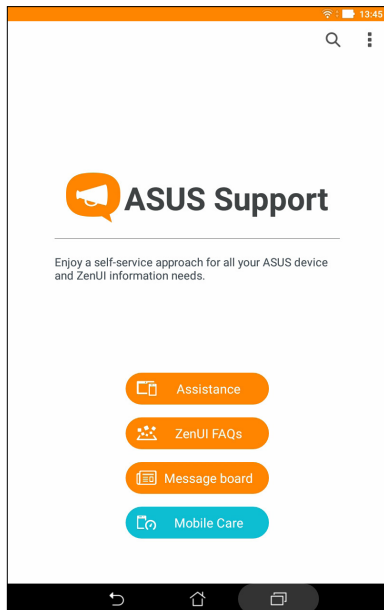 13:45
ASUS Support
Enjoy a self-service approach for all your ASUS device
and ZenUI information needs.
Assistance
ZenUI FAQs
Message board
Mobile Care